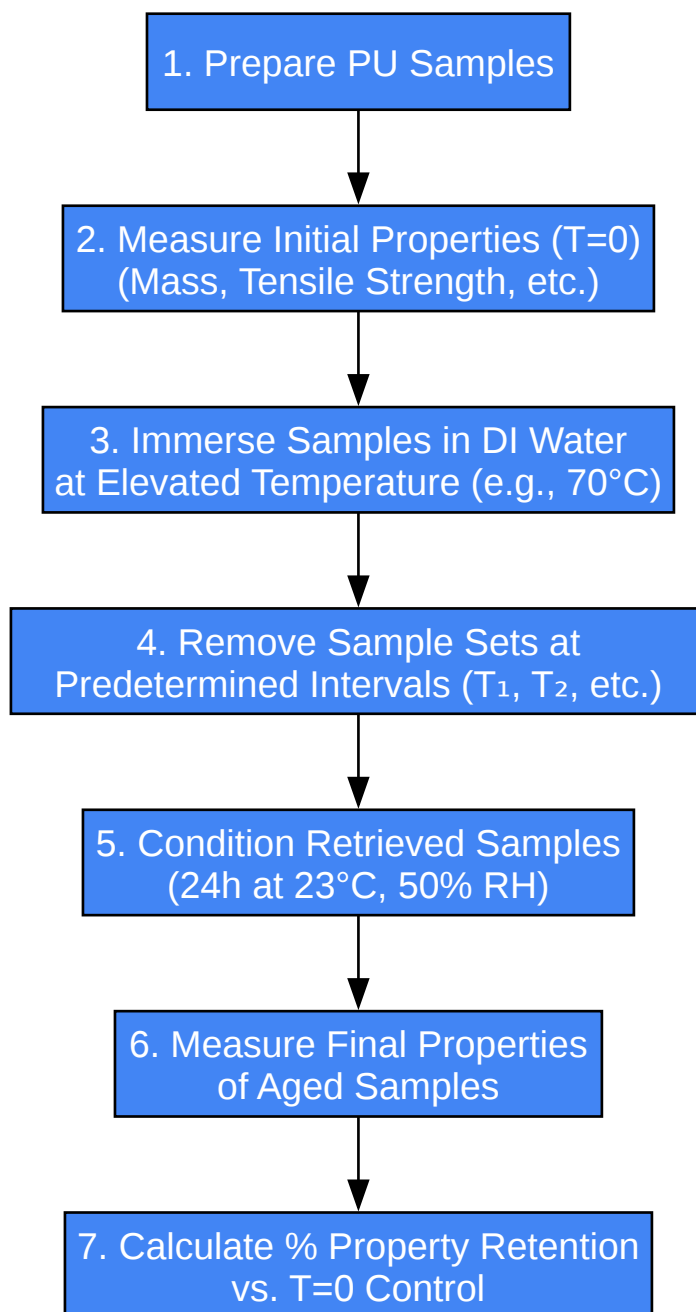 1. Prepare PU Samples
2. Measure Initial Properties (T=0)
(Mass, Tensile Strength, etc.)
3. Immerse Samples in DI Water
at Elevated Temperature (e.g., 70°C)
4. Remove Sample Sets at
Predetermined Intervals (T₁, T₂, etc.)
5. Condition Retrieved Samples
(24h at 23°C, 50% RH)
6. Measure Final Properties
of Aged Samples
7. Calculate % Property Retention
vs. T=0 Control